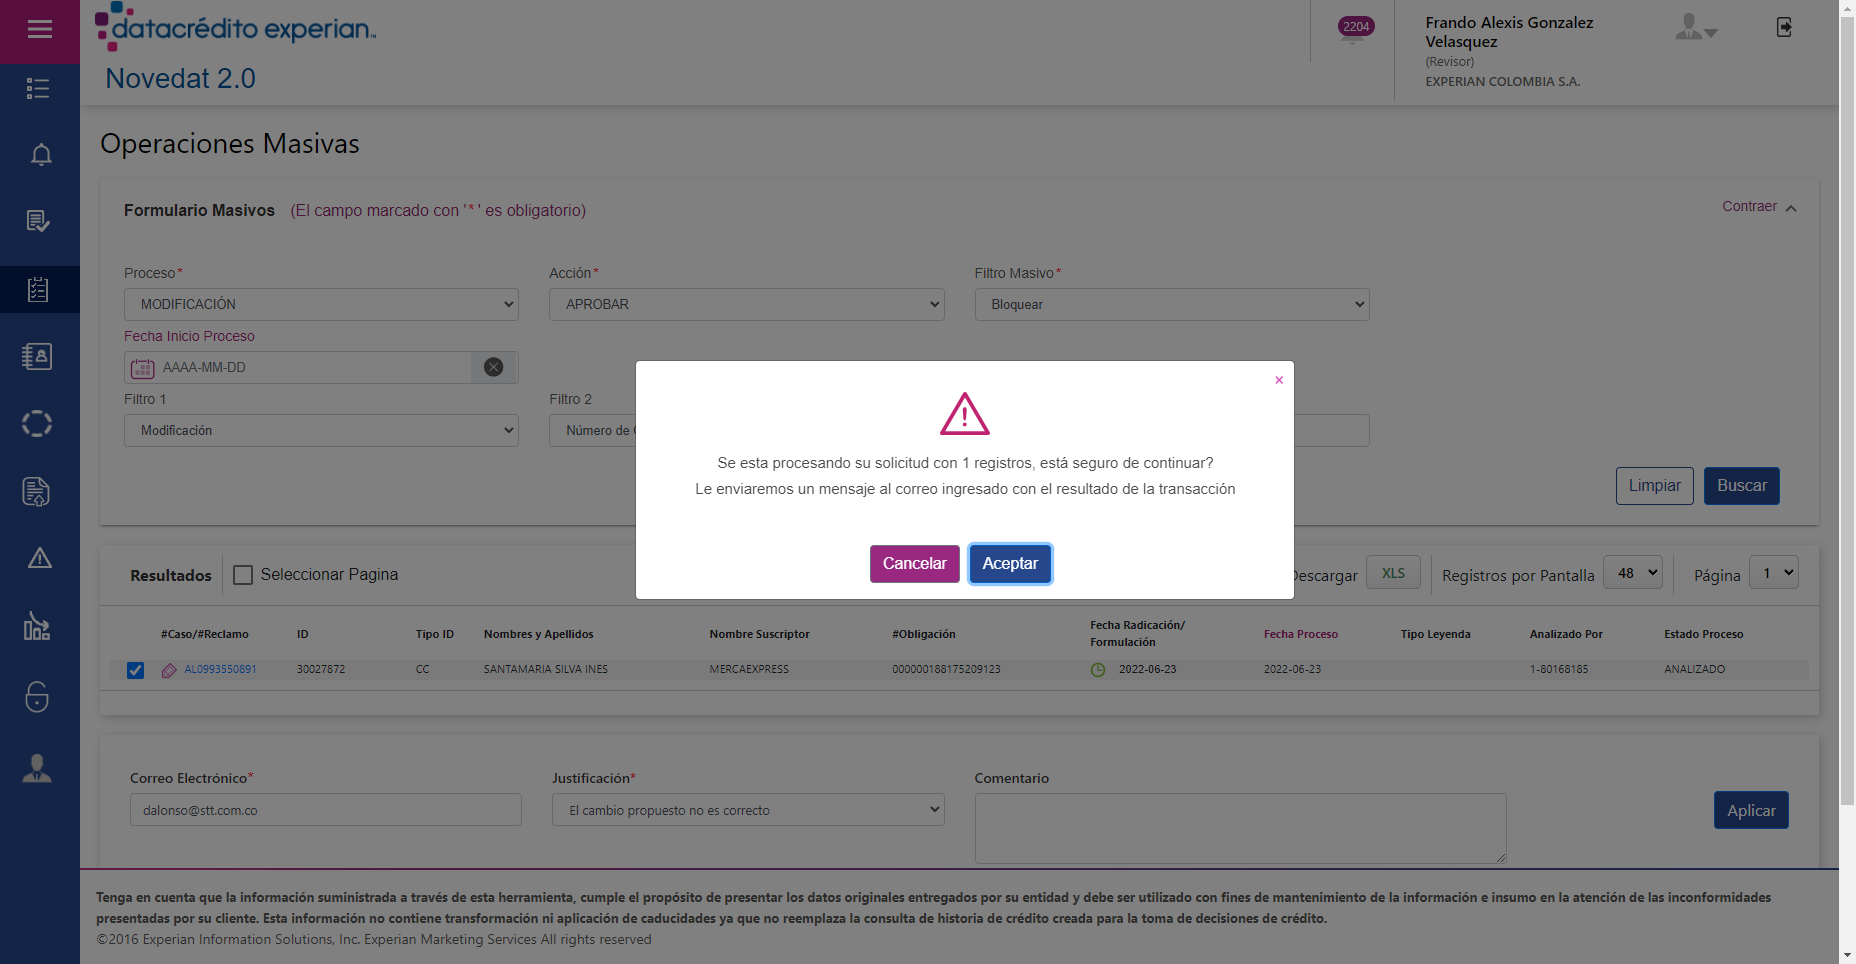 datacrédito experian™
Novedat 2.0
2204
Frando Alexis Gonzalez
Velasquez
(Revisor)
EXPERIAN COLOMBIA S.A.
Operaciones Masivas
Formulario Masivos (El campo marcado con '*' es obligatorio)
Contraer
Proceso* Acción* Filtro Masivo*
MODIFICACIÓN APROBAR Bloquear
Fecha Inicio Proceso
AAAA-MM-DD
Filtro 1 Filtro 2
Modificación Número de
×
Se esta procesando su solicitud con 1 registros, está seguro de continuar?
Le enviaremos un mensaje al correo ingresado con el resultado de la transacción
Cancelar Aceptar
Limpiar Buscar
Resultados Seleccionar Pagina Descargar XLS Registros por Pantalla 48 Página 1
#Caso/#Reclamo ID Tipo ID Nombres y Apellidos Nombre Suscriptor #Obligación Fecha Radicación/ Fecha Proceso Tipo Leyenda Analizado Por Estado Proceso
Formulación
AL0993550891 30027872 CC SANTAMARIA SILVA INES MERCAEXPRESS 000000188175209123 2022-06-23 2022-06-23 1-80168185 ANALIZADO
Correo Electrónico* Justificación* Comentario
dalonso@stt.com.co El cambio propuesto no es correcto
Aplicar
Tenga en cuenta que la información suministrada a través de esta herramienta, cumple el propósito de presentar los datos originales entregados por su entidad y debe ser utilizado con fines de mantenimiento de la información e insumo en la atención de las inconformidades
presentadas por su cliente. Esta información no contiene transformación ni aplicación de caducidades ya que no reemplaza la consulta de historia de crédito creada para la toma de decisiones de crédito.
©2016 Experian Information Solutions, Inc. Experian Marketing Services All rights reserved